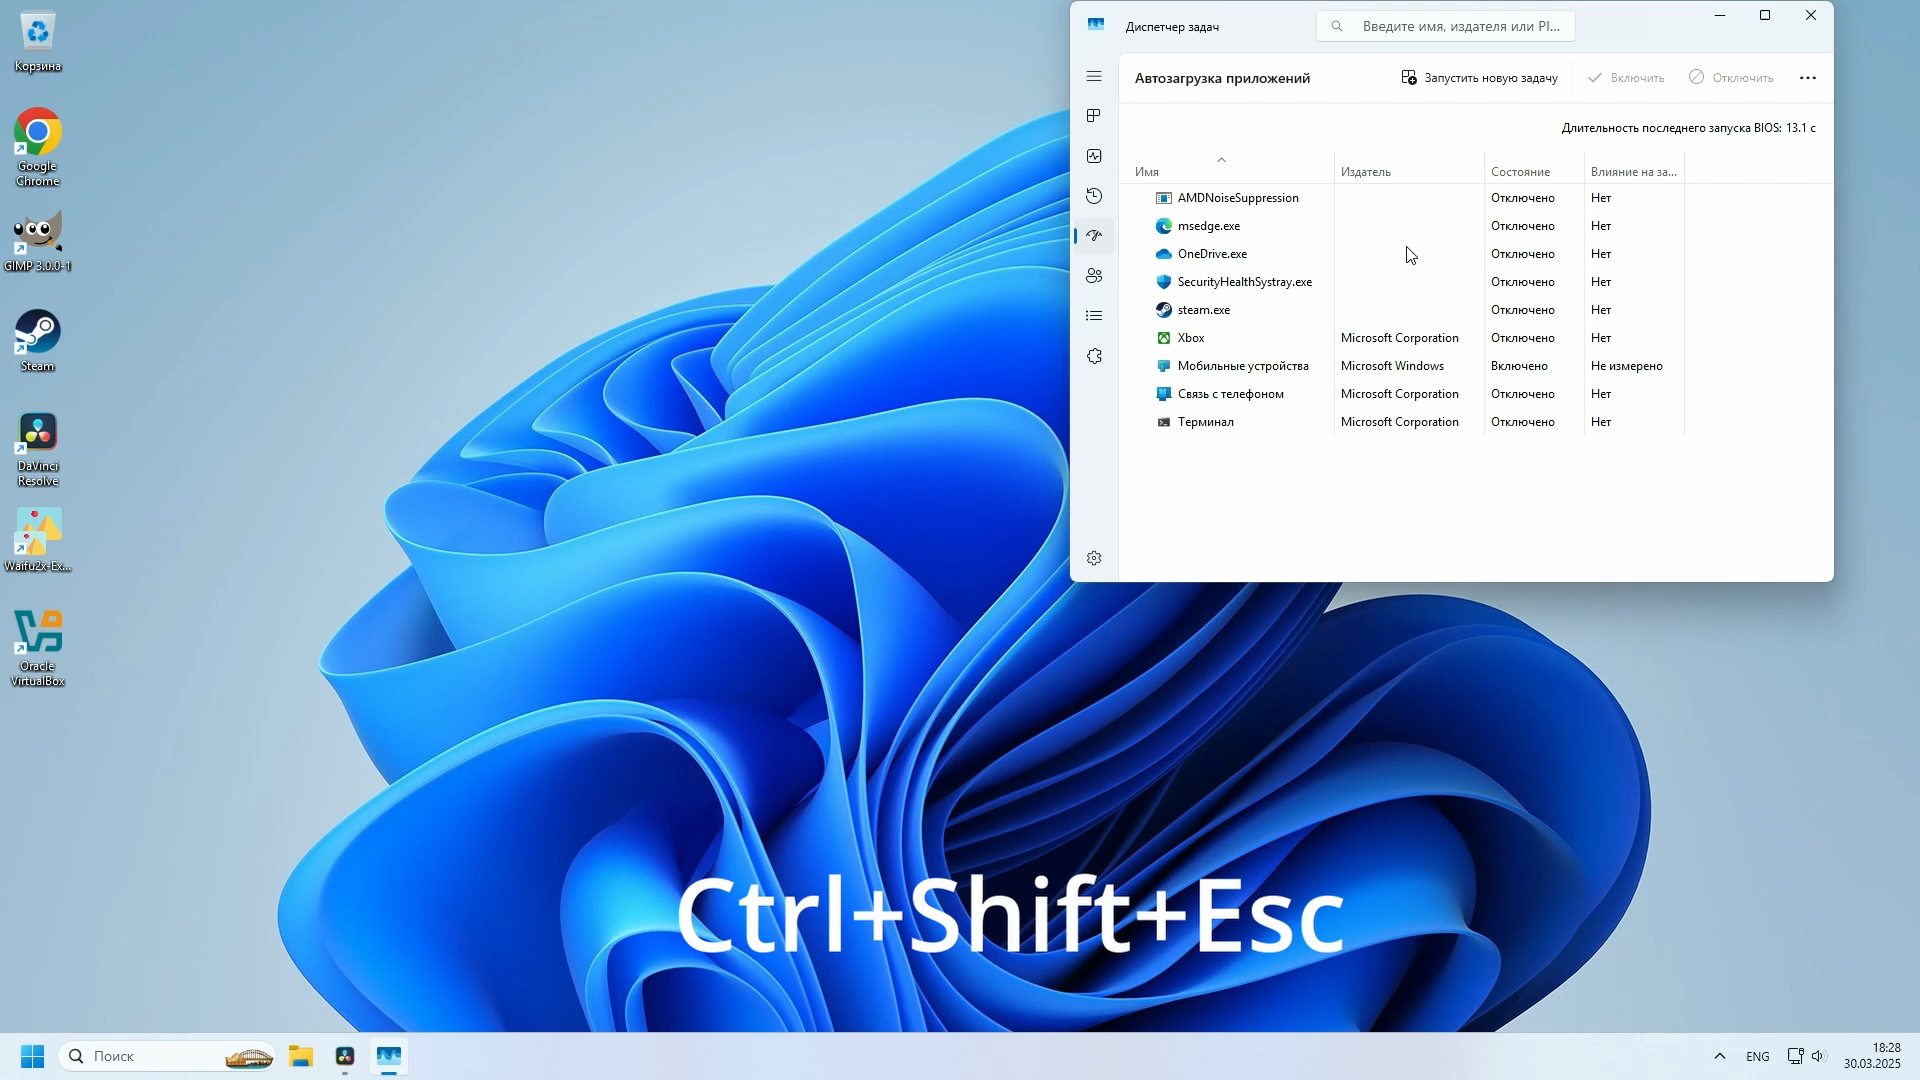 Корзина
Google
Chrome
GIMP 3.0.0-1
Steam
DaVinci
Resolve
Waifu2x-Ex...
Oracle
VirtualBox
Диспетчер задач
Введите имя, издателя или PI...
Автозагрузка приложений
Запустить новую задачу
Включить
Отключить
Длительность последнего запуска BIOS: 13.1 с
Имя Издатель Состояние Влияние на за...
AMDNoiseSuppression Отключено Нет
msedge.exe Отключено Нет
OneDrive.exe Отключено Нет
SecurityHealthSystray.exe Отключено Нет
steam.exe Отключено Нет
Xbox Microsoft Corporation Отключено Нет
Мобильные устройства Microsoft Windows Включено Не измерено
Связь с телефоном Microsoft Corporation Отключено Нет
Терминал Microsoft Corporation Отключено Нет
Ctrl+Shift+Esc
Поиск
ENG
18:28
30.03.2025